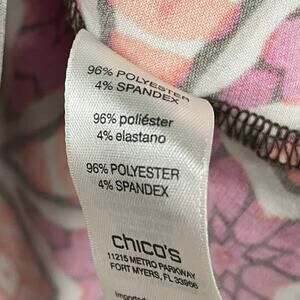 96% POLYESTER
4% SPANDEX
96% poliéster
4% elastano
96% POLYESTER
4% SPANDEX
chico's
11215 METRO PARKWAY
FORT MYERS, FL 33966